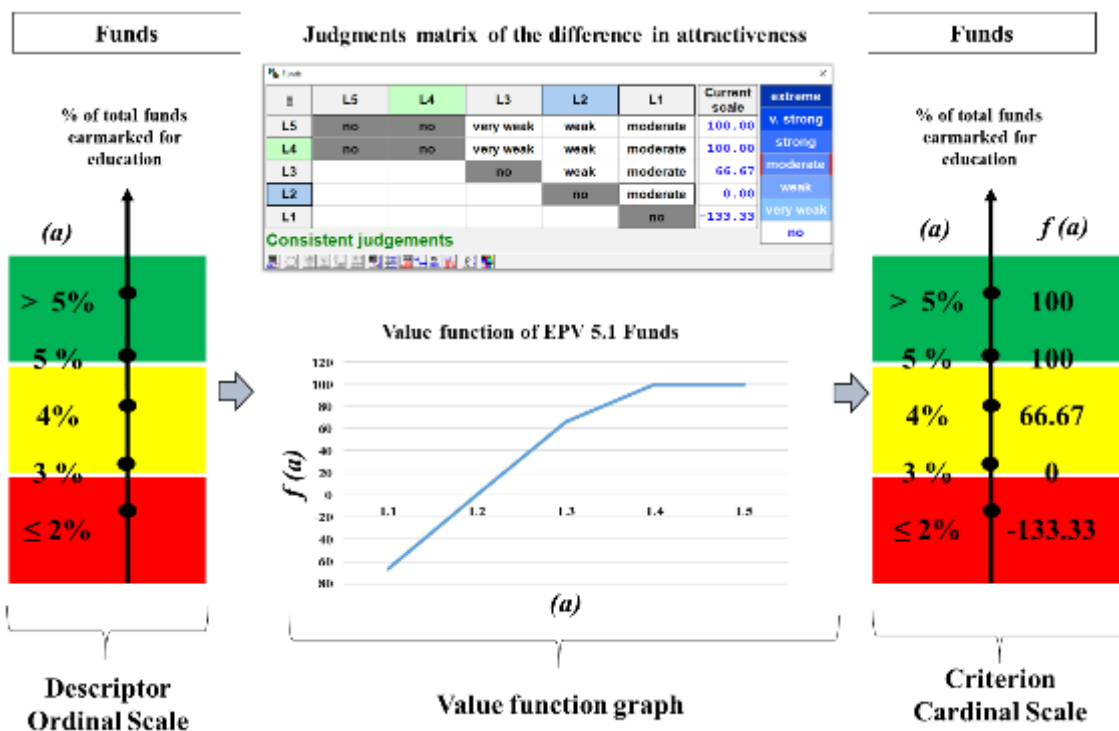 Funds
Judgments matrix of the difference in attractiveness
Funds
% of total funds
earmarked for
education
(a)
> 5%
5 %
4%
3 %
≤ 2%
Descriptor
Ordinal Scale
Funds
L5 L4 L3 L2 L1 Current scale
L5 no no very weak weak moderate 100.00
L4 no no very weak weak moderate 100.00
L3 no weak moderate 66.67
L2 no moderate 0.00
L1 no -133.33
extreme
v. strong
strong
moderate
weak
very weak
no
Consistent judgements
Value function of EPV 5.1 Funds
120
100
80
60
40
20
0
20
40
60
80
L1 L2 L3 L4 L5
f (a)
(a)
Value function graph
% of total funds
earmarked for
education
(a) f (a)
> 5% 100
5 % 100
4% 66.67
3 % 0
≤ 2% -133.33
Criterion
Cardinal Scale